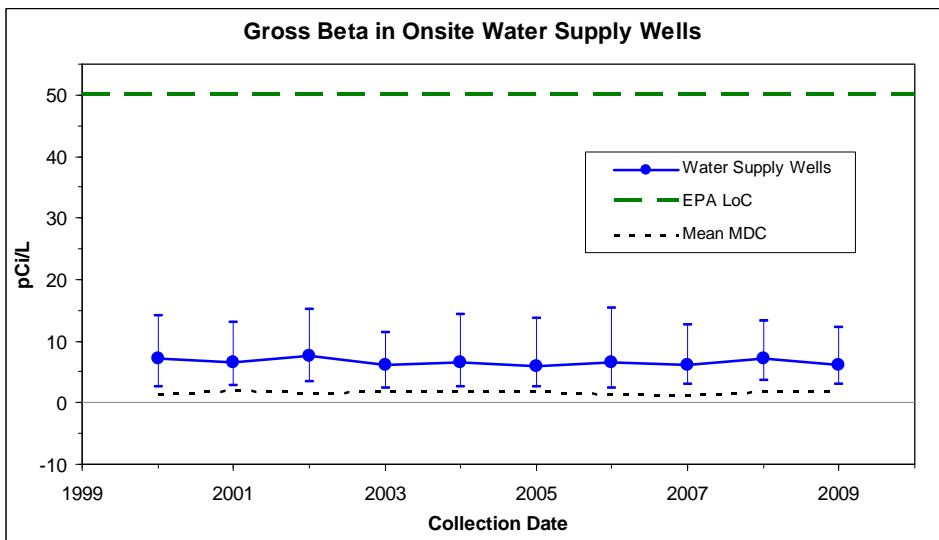 Gross Beta in Onsite Water Supply Wells
50
40
30
20
10
0
-10
pCi/L
Water Supply Wells
EPA LoC
Mean MDC
1999 2001 2003 2005 2007 2009
Collection Date